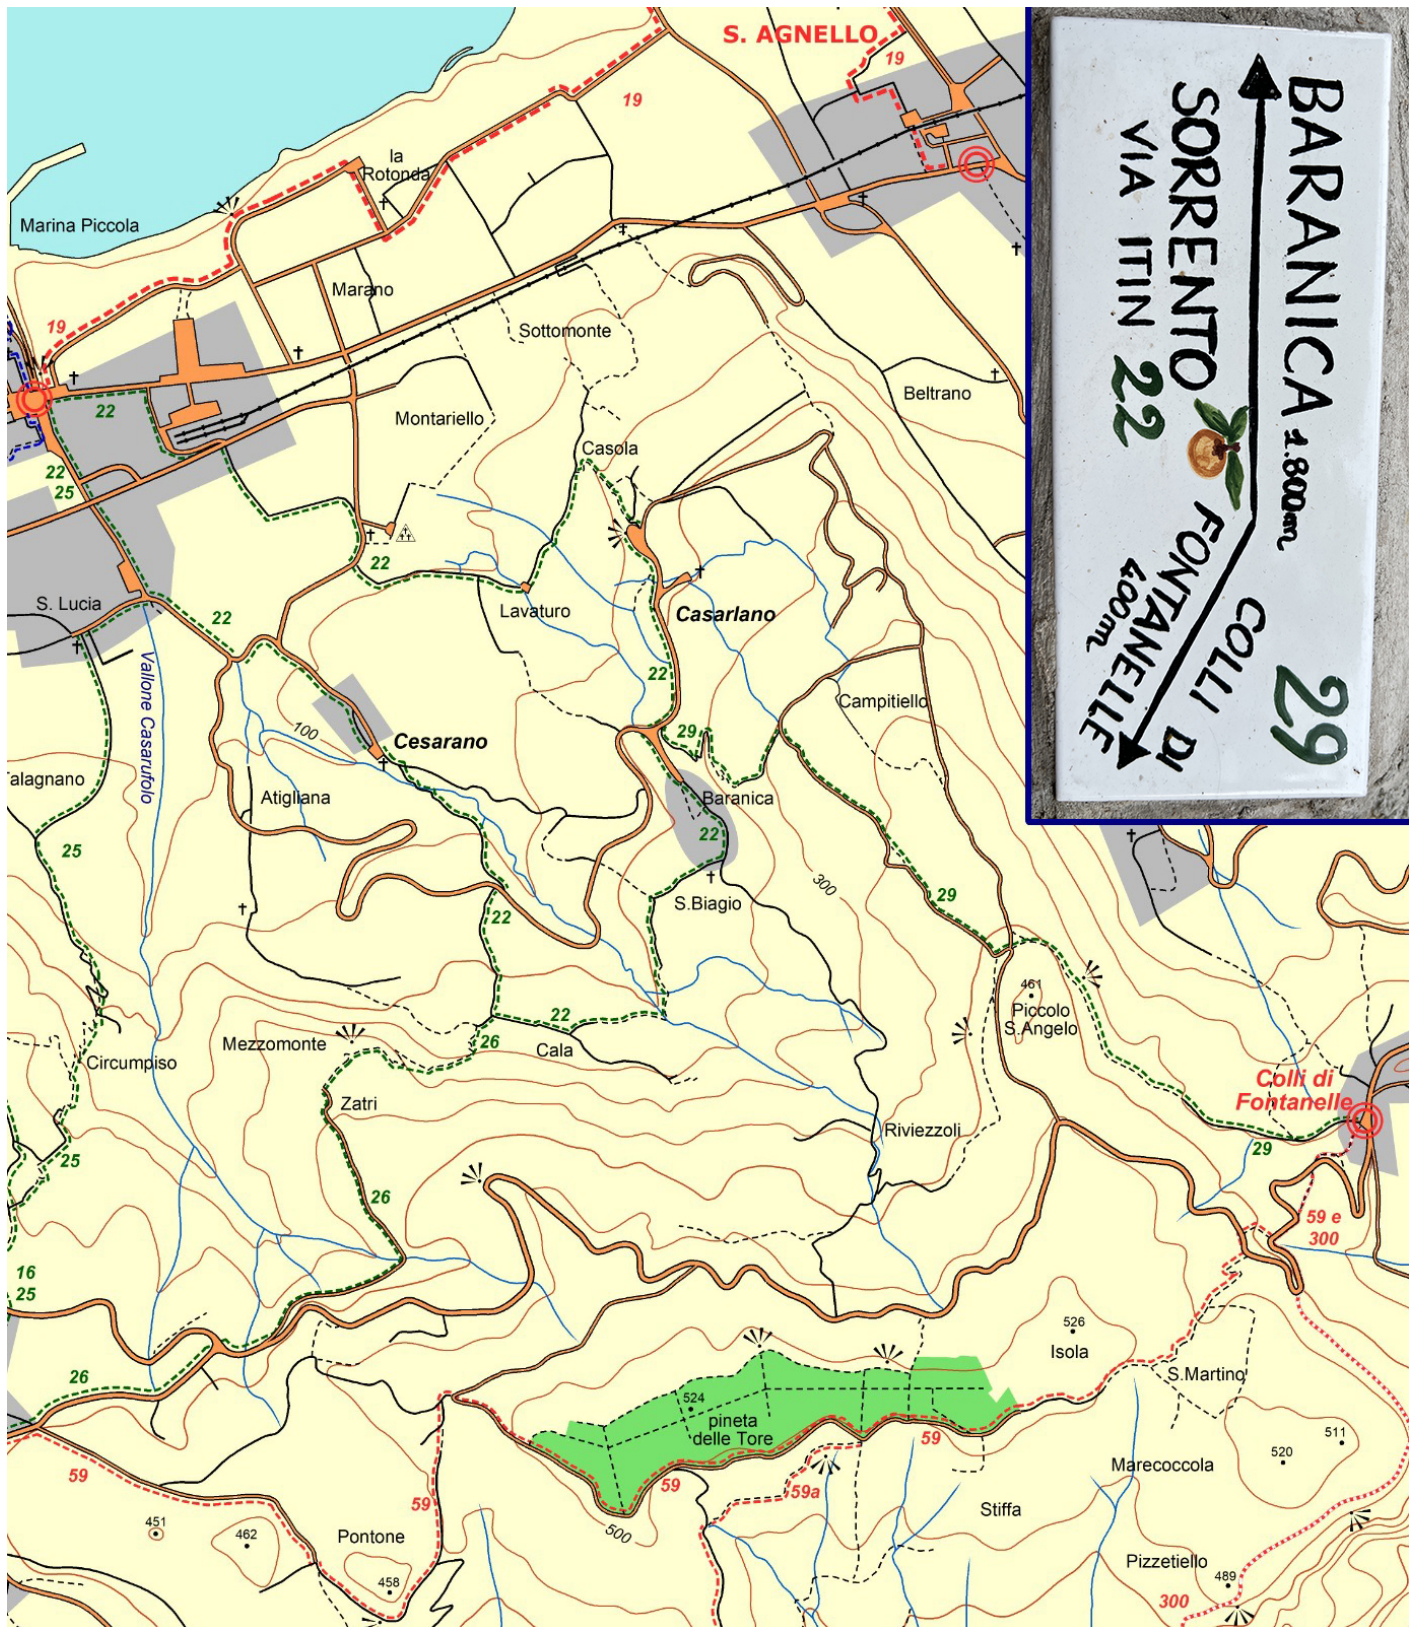 S. AGNELLO
19
19
la
Rotonda
Marina Piccola
Marano
19
Sottomonte
Beltrano
22
Montariello
Casola
22
25
22
S. Lucia
Lavaturo
Casarlano
22
22
Vallone Casarufolo
Campitiello
100
29
Cesarano
Talagnano
Atigliana
Baranica
22
25
300
29
22
S.Biagio
461
Piccolo
S.Angelo
22
Mezzomonte
26
Cala
Circumpiso
Colli di
Fontanelle
Zatri
Riviezzoli
25
29
26
59 e
300
16
25
526
Isola
26
S.Martino
524
pineta
delle Tore
511
59
520
Marecoccola
59
59
59a
Stiffa
451
462
500
Pontone
Pizzetiello
458
489
300
BARANICA 1.800m
SORRENTO
VIA ITIN 22
29
COLLI DI
FONTANELLE
400m